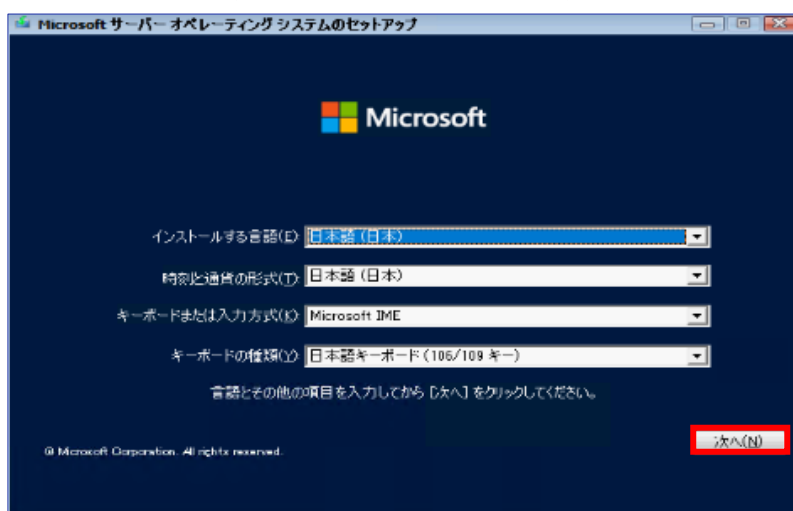 Microsoft サーバー オペレーティング システムのセットアップ
Microsoft
インストールする言語(E): 日本語 (日本)
時刻と通貨の形式(T): 日本語 (日本)
キーボードまたは入力方式(K): Microsoft IME
キーボードの種類(Y): 日本語キーボード (106/109 キー)
言語とその他の項目を入力してから [次へ] をクリックしてください。
次へ(N)
© Microsoft Corporation. All rights reserved.